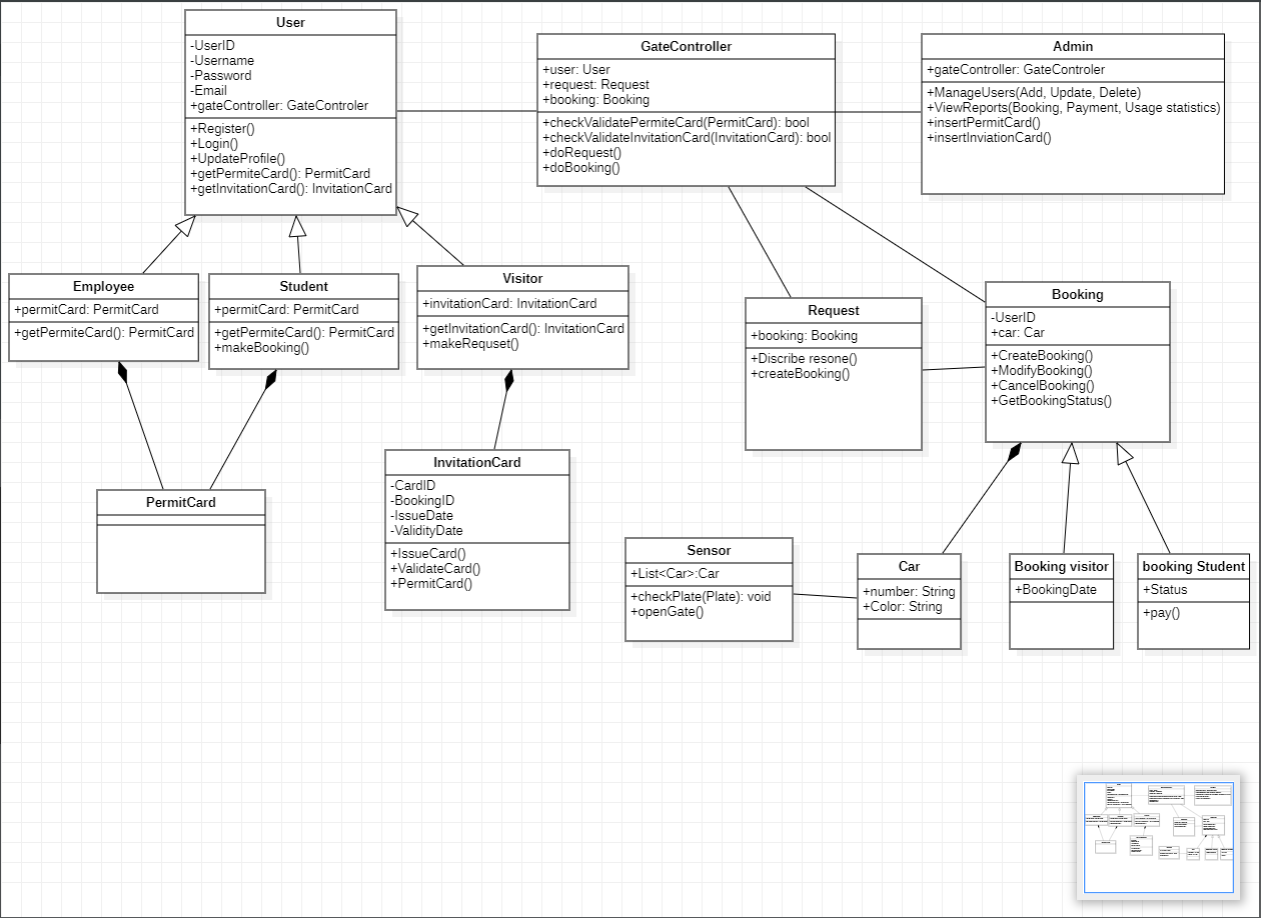 User
-UserID
-Username
-Password
-Email
+gateController: GateControler
+Register()
+Login()
+UpdateProfile()
+getPermiteCard(): PermitCard
+getInvitationCard(): InvitationCard
GateController
+user: User
+request: Request
+booking: Booking
+checkValidatePermiteCard(PermitCard): bool
+checkValidateInvitationCard(InvitationCard): bool
+doRequest()
+doBooking()
Admin
+gateController: GateControler
+ManageUsers(Add, Update, Delete)
+ViewReports(Booking, Payment, Usage statistics)
+insertPermitCard()
+insertInviationCard()
Employee
+permitCard: PermitCard
+getPermiteCard(): PermitCard
Student
+permitCard: PermitCard
+getPermiteCard(): PermitCard
+makeBooking()
Visitor
+invitationCard: InvitationCard
+getInvitationCard(): InvitationCard
+makeRequset()
Request
+booking: Booking
+Discribe resone()
+createBooking()
Booking
-UserID
+car: Car
+CreateBooking()
+ModifyBooking()
+CancelBooking()
+GetBookingStatus()
PermitCard
InvitationCard
-CardID
-BookingID
-IssueDate
-ValidityDate
+IssueCard()
+ValidateCard()
+PermitCard()
Sensor
+List<Car>:Car
+checkPlate(Plate): void
+openGate()
Car
+number: String
+Color: String
Booking visitor
+BookingDate
booking Student
+Status
+pay()